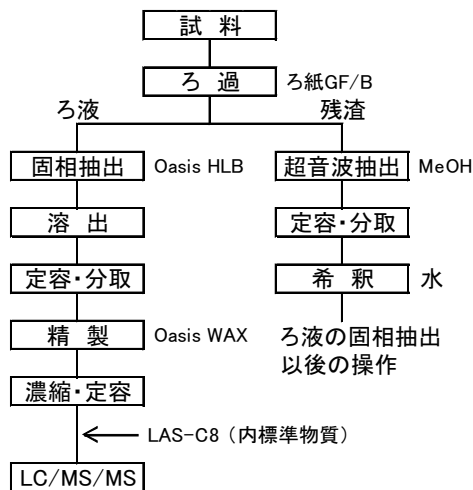 試 料
ろ 過 ろ紙GF/B
ろ液 残渣
固相抽出 Oasis HLB 超音波抽出 MeOH
溶 出 定容・分取
定容・分取 希 釈 水
精 製 Oasis WAX ろ液の固相抽出
以後の操作
濃縮・定容
LAS-C8 (内標準物質)
LC/MS/MS